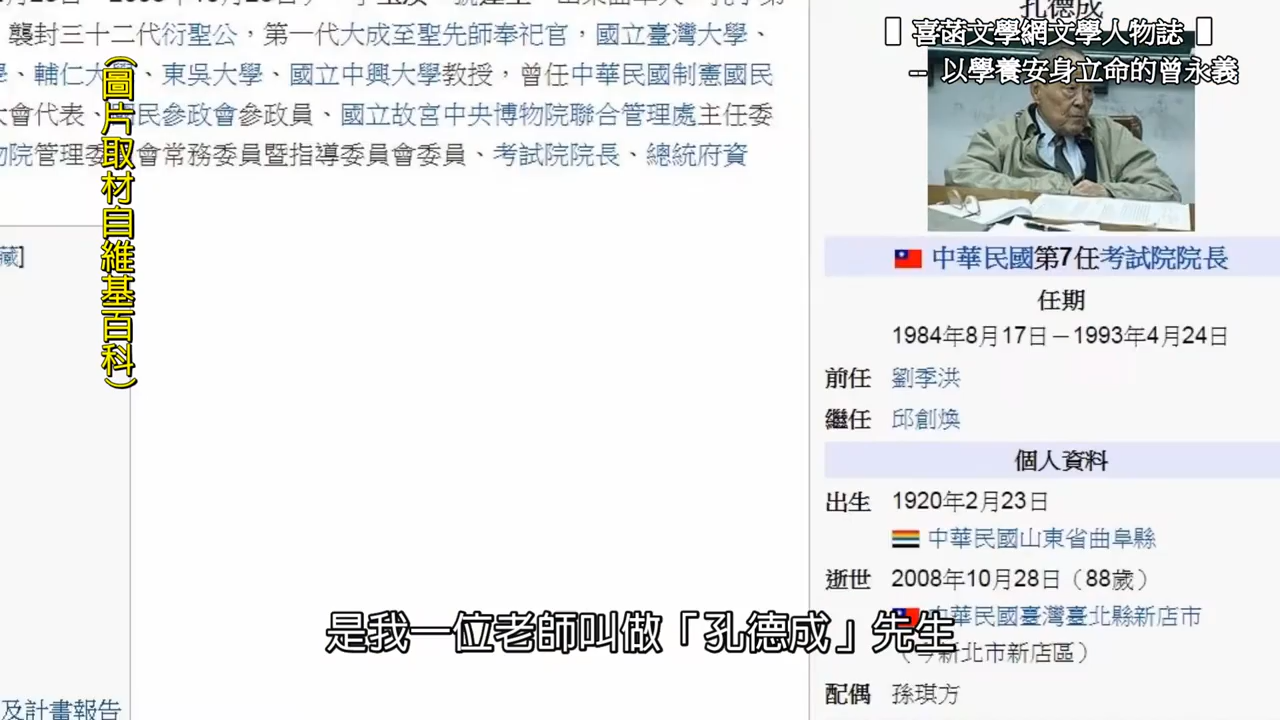 襲封三十二代衍聖公，第一代大成至聖先師奉祀官，國立臺灣大學、
輔仁大學、東吳大學、國立中興大學教授，曾任中華民國制憲國民
大會代表、國民參政會參政員、國立故宮中央博物院聯合管理處主任委
物院管理委員會常務委員暨指導委員會委員、考試院院長、總統府資
藏]
及計畫報告
(圖片取材自維基百科)
孔德成
喜菡文學網文學人物誌
-- 以學養安身立命的曾永義
中華民國第7任考試院院長
任期
1984年8月17日－1993年4月24日
前任 劉季洪
繼任 邱創煥
個人資料
出生 1920年2月23日
中華民國山東省曲阜縣
逝世 2008年10月28日（88歲）
中華民國臺灣臺北縣新店市
（今新北市新店區）
配偶 孫琪方
是我一位老師叫做「孔德成」先生